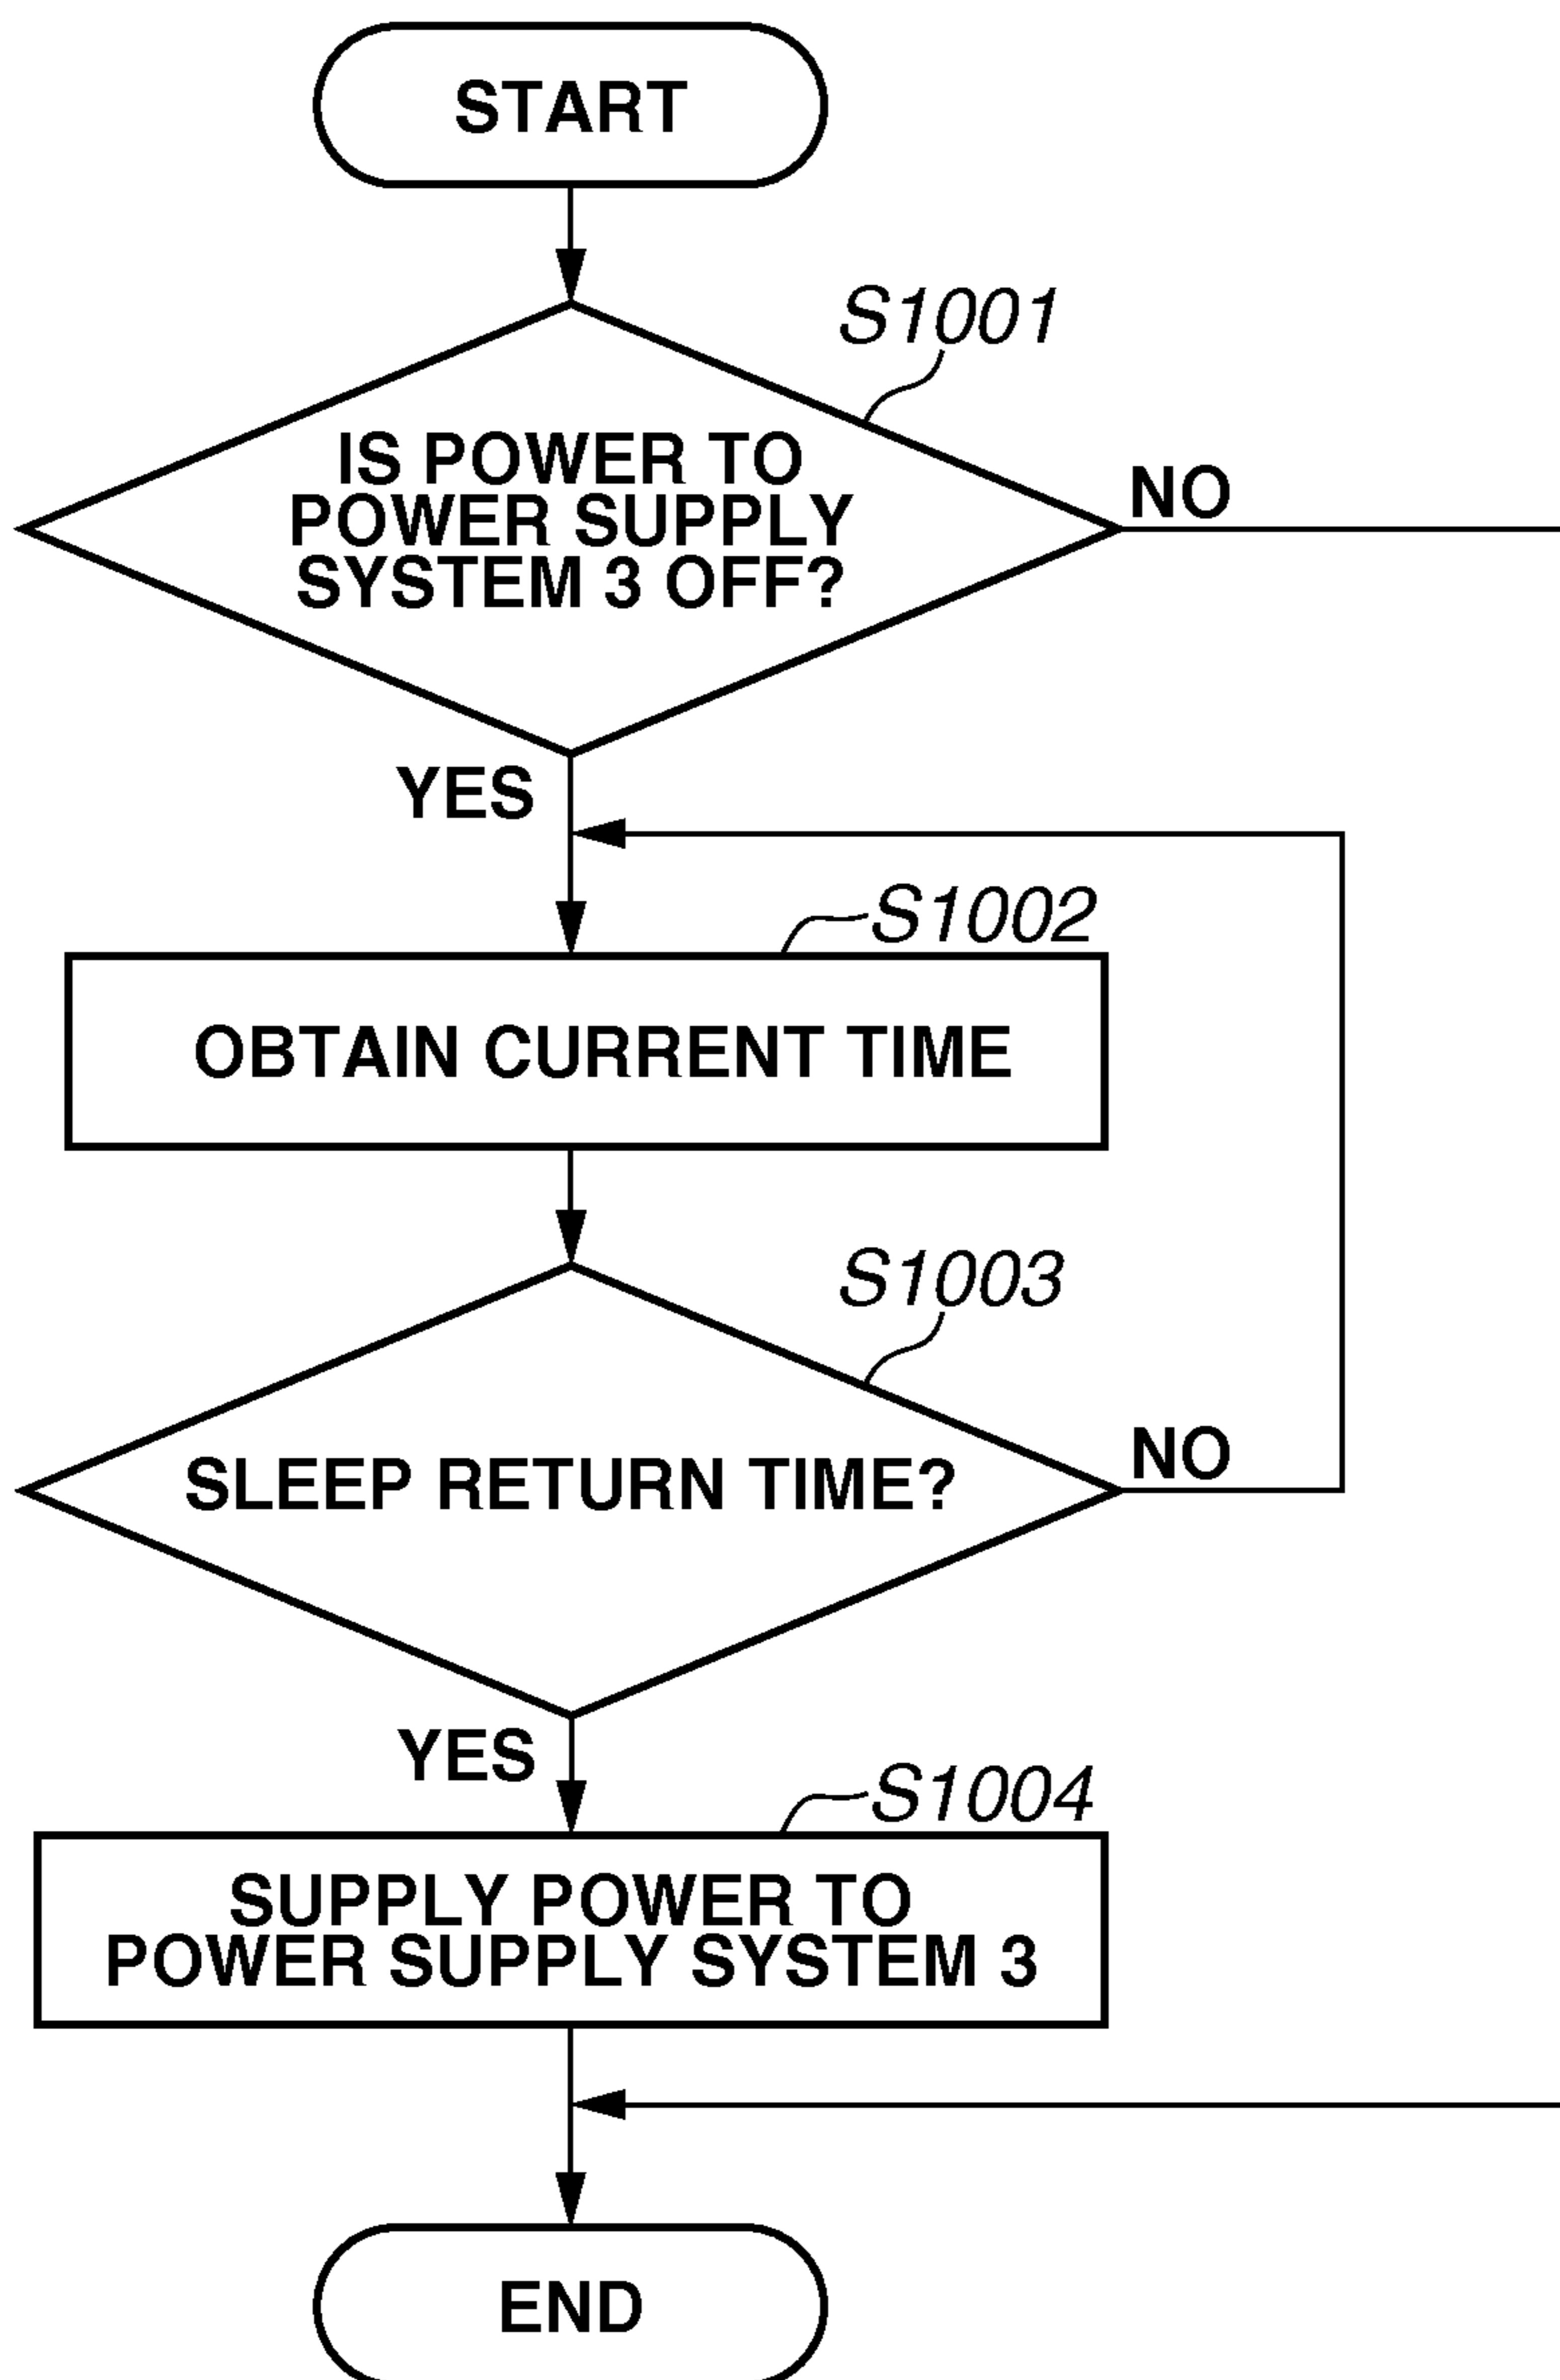 START
S1001
IS POWER TO
POWER SUPPLY
SYSTEM 3 OFF?
NO
YES
S1002
OBTAIN CURRENT TIME
S1003
SLEEP RETURN TIME?
NO
YES
S1004
SUPPLY POWER TO
POWER SUPPLY SYSTEM 3
END